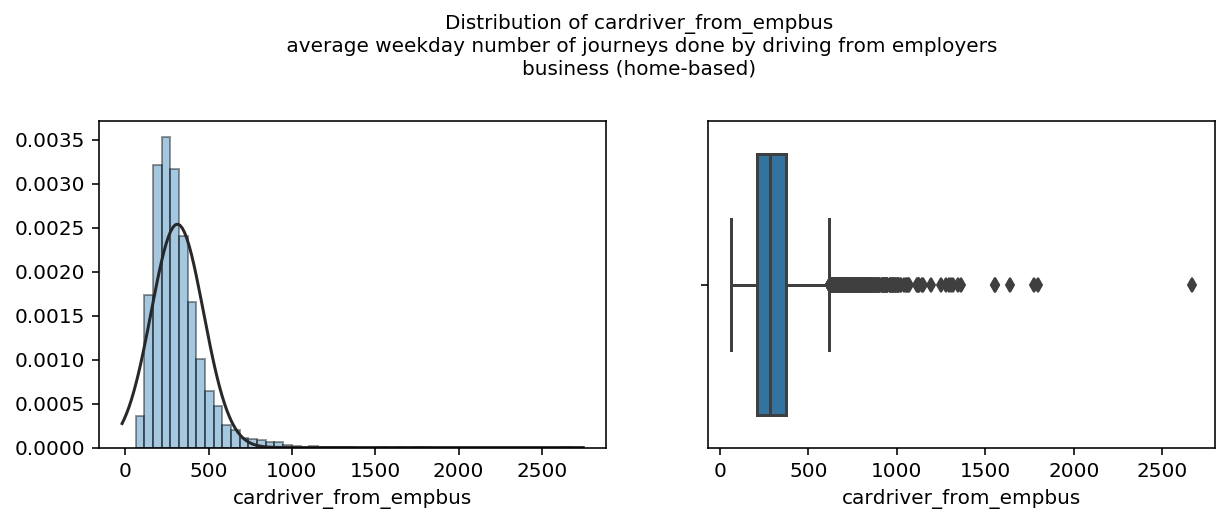 Distribution of cardriver_from_empbus
average weekday number of journeys done by driving from employers
business (home-based)
0.0035
0.0030
0.0025
0.0020
0.0015
0.0010
0.0005
0.0000
0 500 1000 1500 2000 2500
cardriver_from_empbus
0 500 1000 1500 2000 2500
cardriver_from_empbus